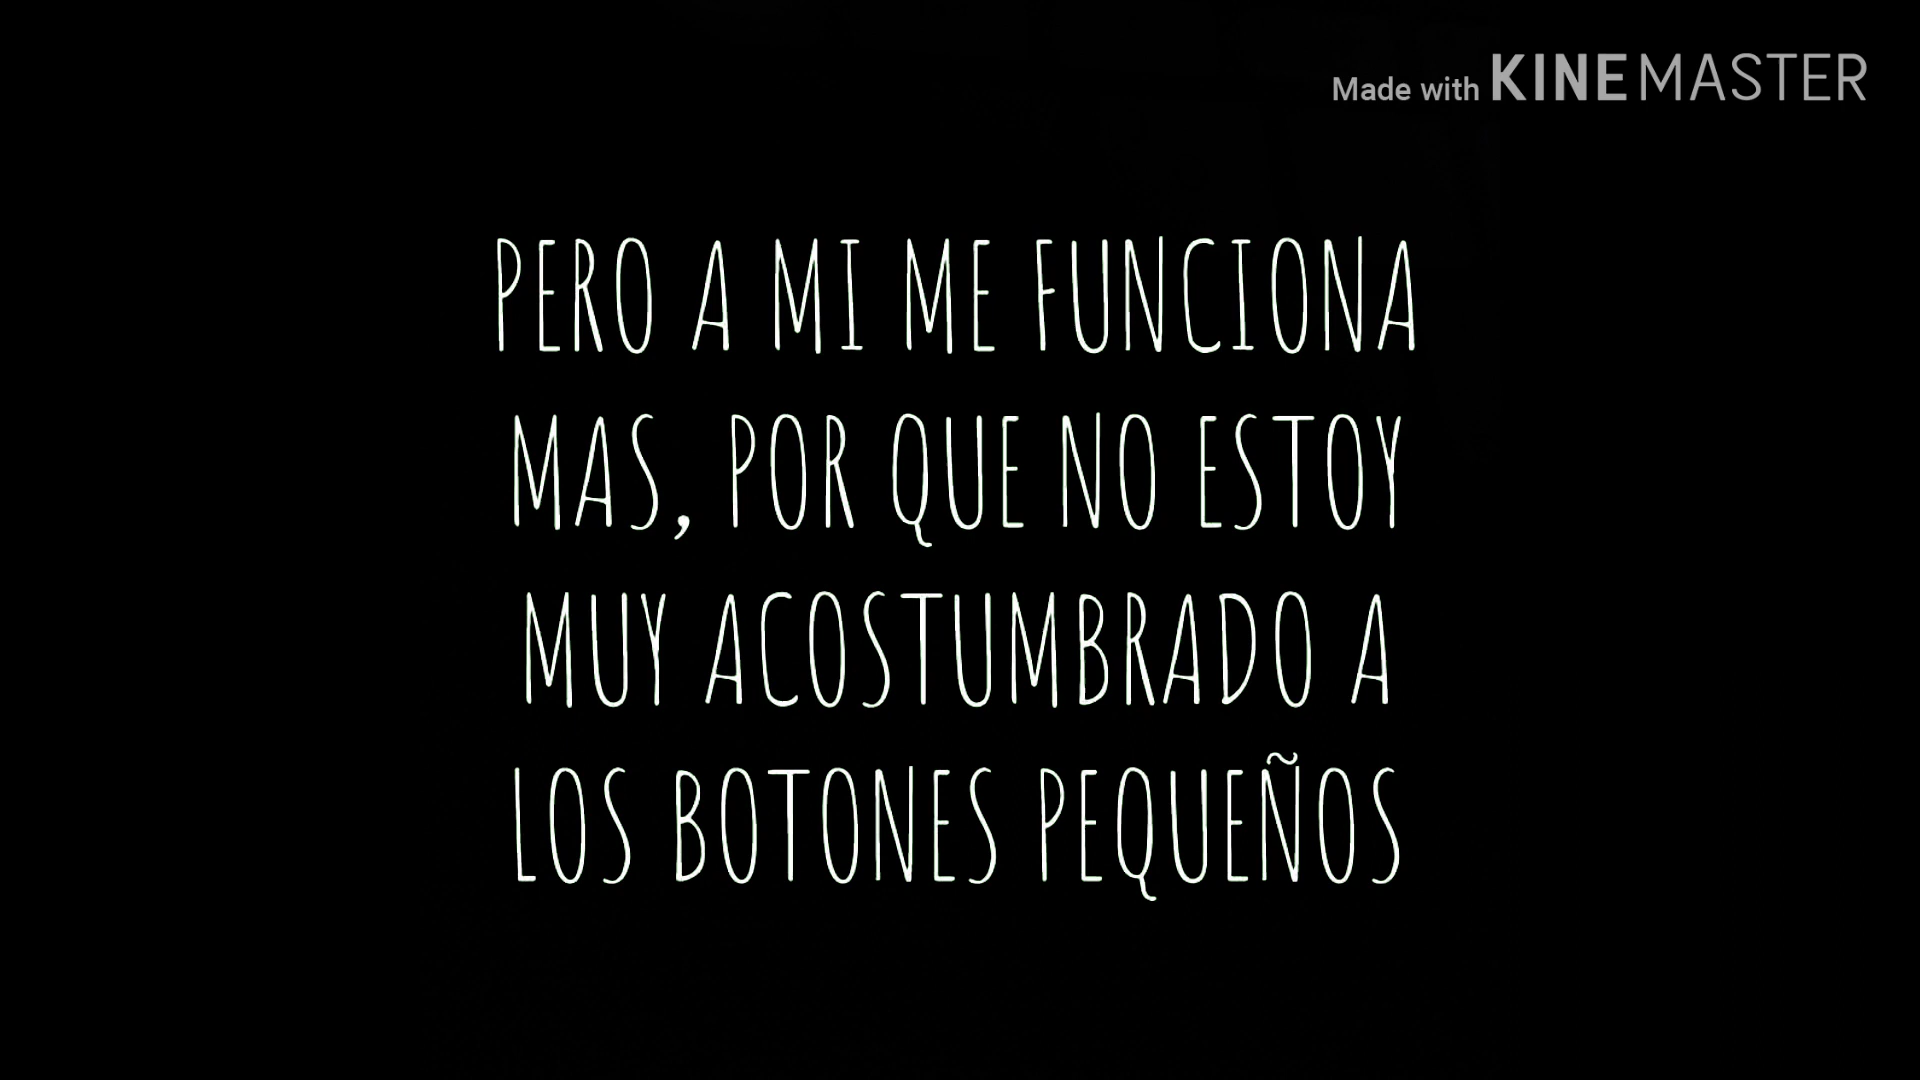 Made with KINEMASTER
PERO A MI ME FUNCIONA
MAS, POR QUE NO ESTOY
MUY ACOSTUMBRADO A
LOS BOTONES PEQUEÑOS